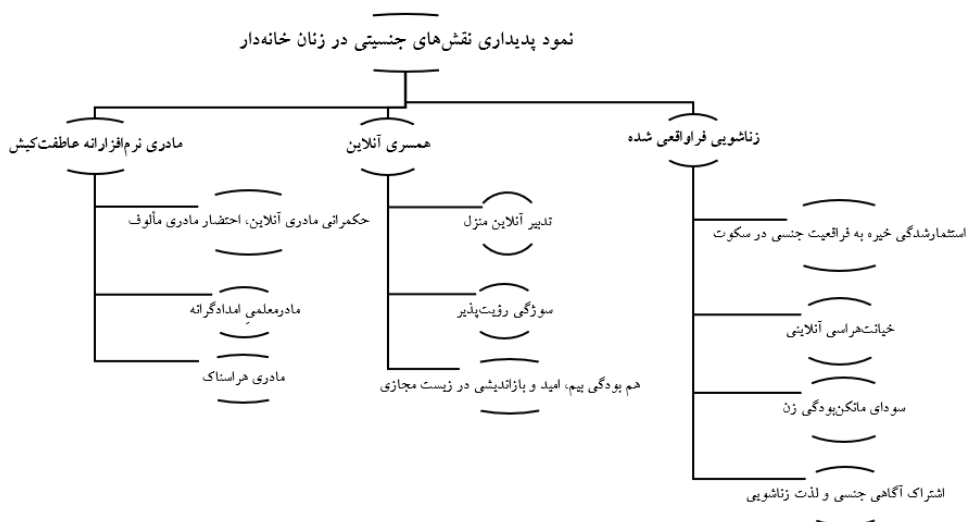 نمود پدیداری نقش‌های جنسیتی در زنان خانه‌دار
زناشویی فراواقعی شده
استثمارشدگی خیره به فراقعیت جنسی در سکوت
خیانت‌هراسی آنلاینی
سودای مانکن‌بودگی زن
اشتراک آگاهی جنسی و لذت زناشویی
همسری آنلاین
تدبیر آنلاین منزل
سوژگی رؤیت‌پذیر
هم بودگی بیم، امید و بازاندیشی در زیست مجازی
مادری نرم‌افزارانه عاطفت‌کیش
حکمرانی مادری آنلاین، احتضار مادری مألوف
مادرمعلمیِ امدادگرانه
مادری هراسناک